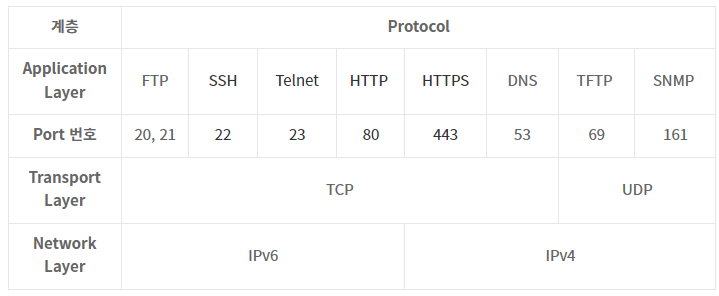 계층 Protocol
Application Layer FTP SSH Telnet HTTP HTTPS DNS TFTP SNMP
Port 번호 20, 21 22 23 80 443 53 69 161
Transport Layer TCP UDP
Network Layer IPv6 IPv4